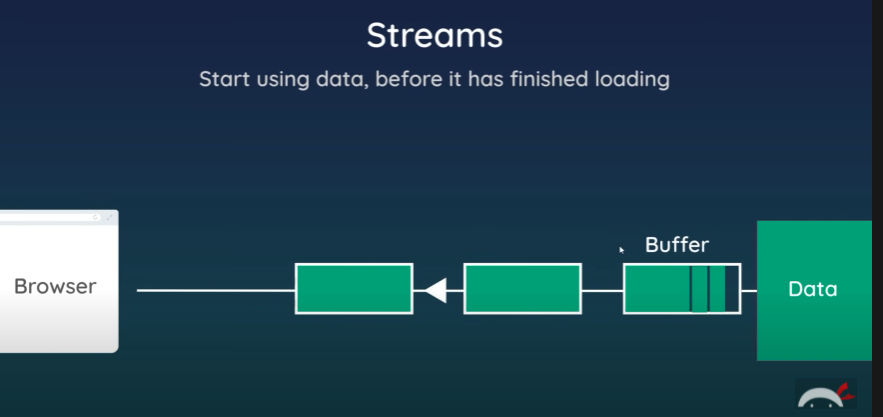 Streams
Start using data, before it has finished loading
Buffer
Browser
Data